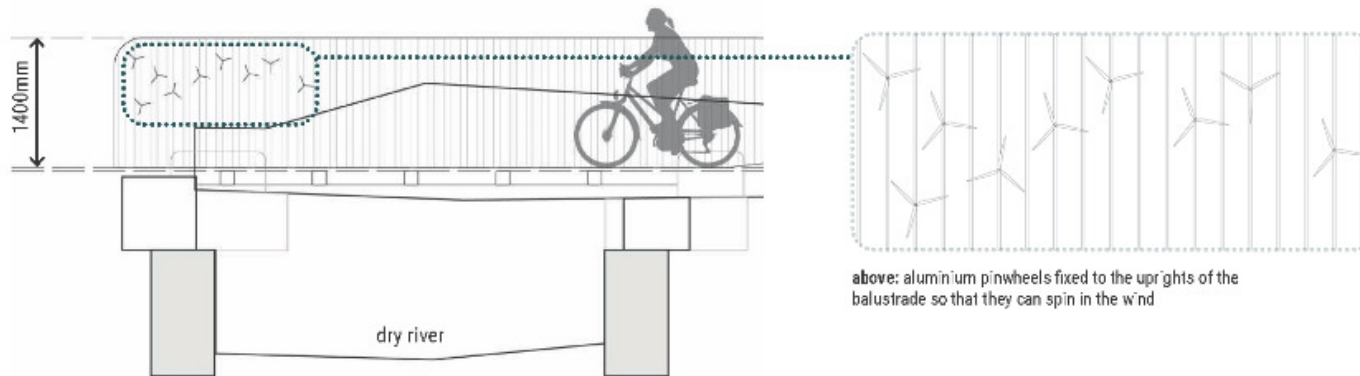 1400mm
dry river
above: aluminium pinwheels fixed to the uprights of the
balustrade so that they can spin in the wind